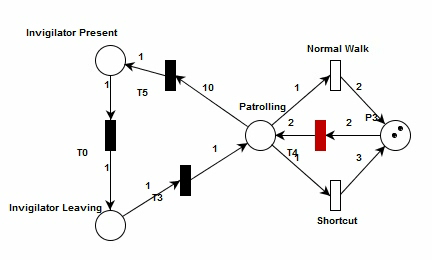 Invigilator Present
Normal Walk
1
T5
10
1
2
1
Patrolling
2
2
P3
T0
T4
1
1
1
3
1
T3
Invigilator Leaving
Shortcut